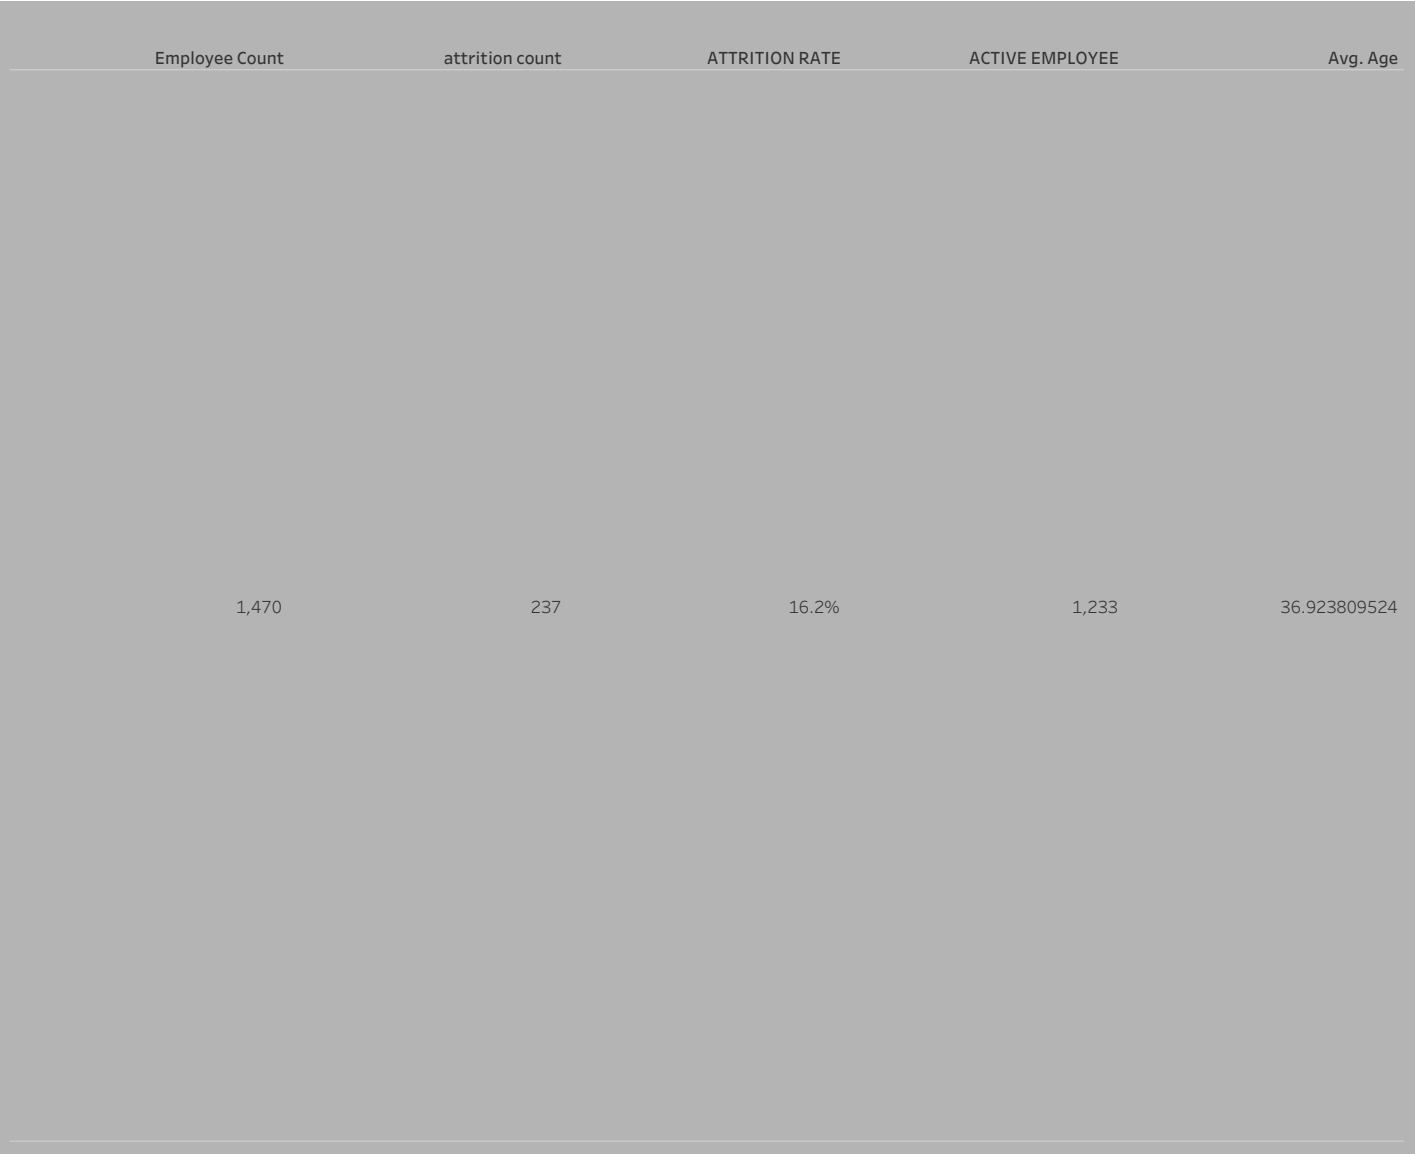 Employee Count attrition count ATTRITION RATE ACTIVE EMPLOYEE Avg. Age
1,470 237 16.2% 1,233 36.923809524